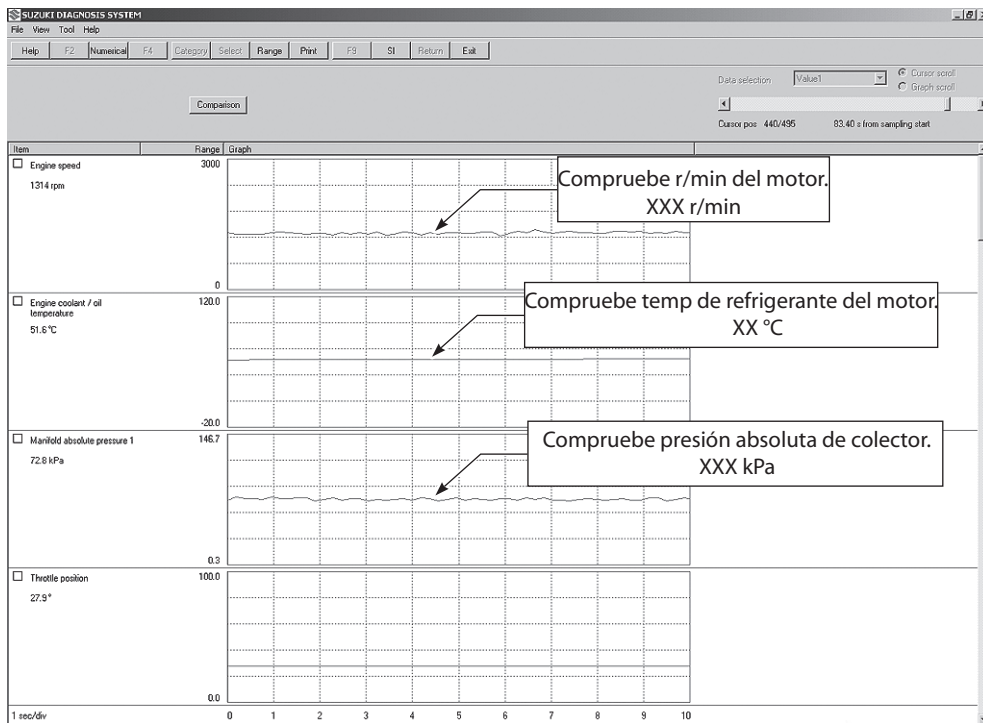 SUZUKI DIAGNOSIS SYSTEM
File View Tool Help
Help F2 Numerical F4 Category Select Range Print F9 SI Return Exit
Data selection Value1 Cursor scroll
Graph scroll
Comparison
Cursor pos 440/495 83.40 s from sampling start
Item Range Graph
Engine speed 3000
1314 rpm
Compruebe r/min del motor.
XXX r/min
0
Engine coolant / oil
temperature
120.0
51.6 °C
Compruebe temp de refrigerante del motor.
XX °C
-20.0
Manifold absolute pressure 1 146.7
72.8 kPa
Compruebe presión absoluta de colector.
XXX kPa
0.3
Throttle position 100.0
27.9 °
0.0
1 sec/div 0 1 2 3 4 5 6 7 8 9 10